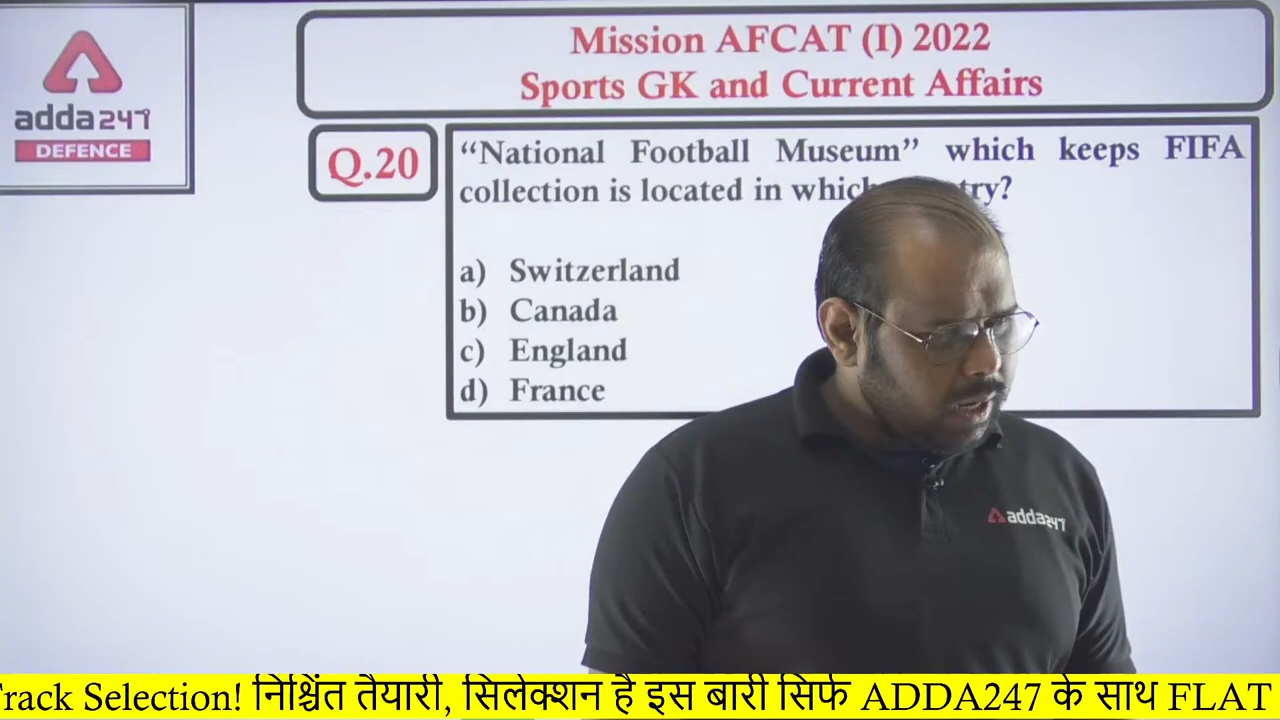 adda247
DEFENCE
Mission AFCAT (I) 2022
Sports GK and Current Affairs
Q.20
“National Football Museum” which keeps FIFA
collection is located in which try?
a) Switzerland
b) Canada
c) England
d) France
adda247
Track Selection! निश्चिंत तैयारी, सिलेक्शन है इस बारी सिर्फ ADDA247 के साथ FLAT